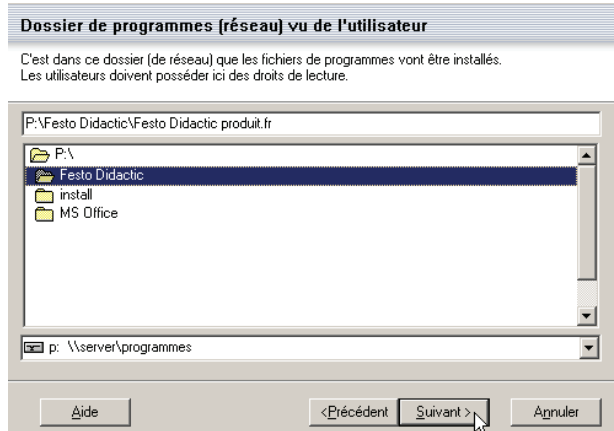 Dossier de programmes (réseau) vu de l'utilisateur
C'est dans ce dossier (de réseau) que les fichiers de programmes vont être installés.
Les utilisateurs doivent posséder ici des droits de lecture.
P:\Festo Didactic\Festo Didactic produit.fr
P:\
Festo Didactic
install
MS Office
p: \\server\programmes
Aide
<Précédent
Suivant >
Annuler